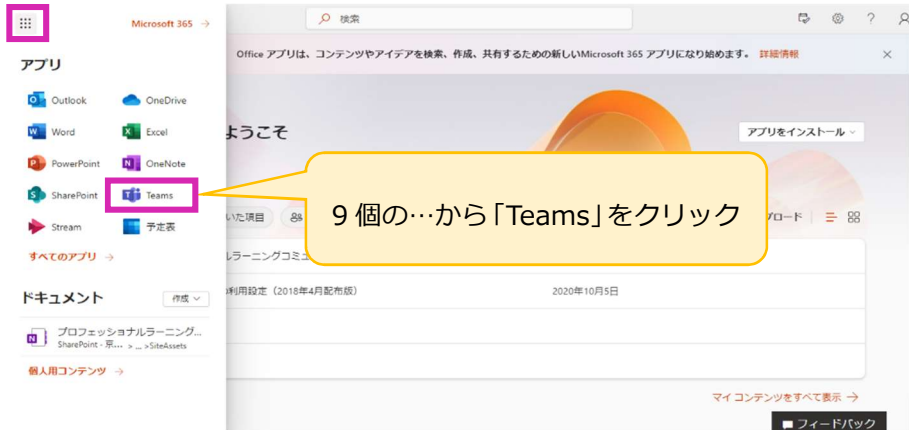 Microsoft 365 →
検索
?
アプリ
Office アプリは、コンテンツやアイデアを検索、作成、共有するための新しいMicrosoft 365 アプリになり始めます。 詳細情報
Outlook
OneDrive
Word
Excel
ようこそ
アプリをインストール
PowerPoint
OneNote
SharePoint
Teams
9個の…から「Teams」をクリック
Stream
予定表
いた項目
プロード
すべてのアプリ →
ルラーニングコミュ
ドキュメント
作成
の利用設定（2018年4月配布版）
2020年10月5日
プロフェッショナルラーニング...
SharePoint - 京... > ... >SiteAssets
個人用コンテンツ →
マイ コンテンツをすべて表示 →
フィードバック